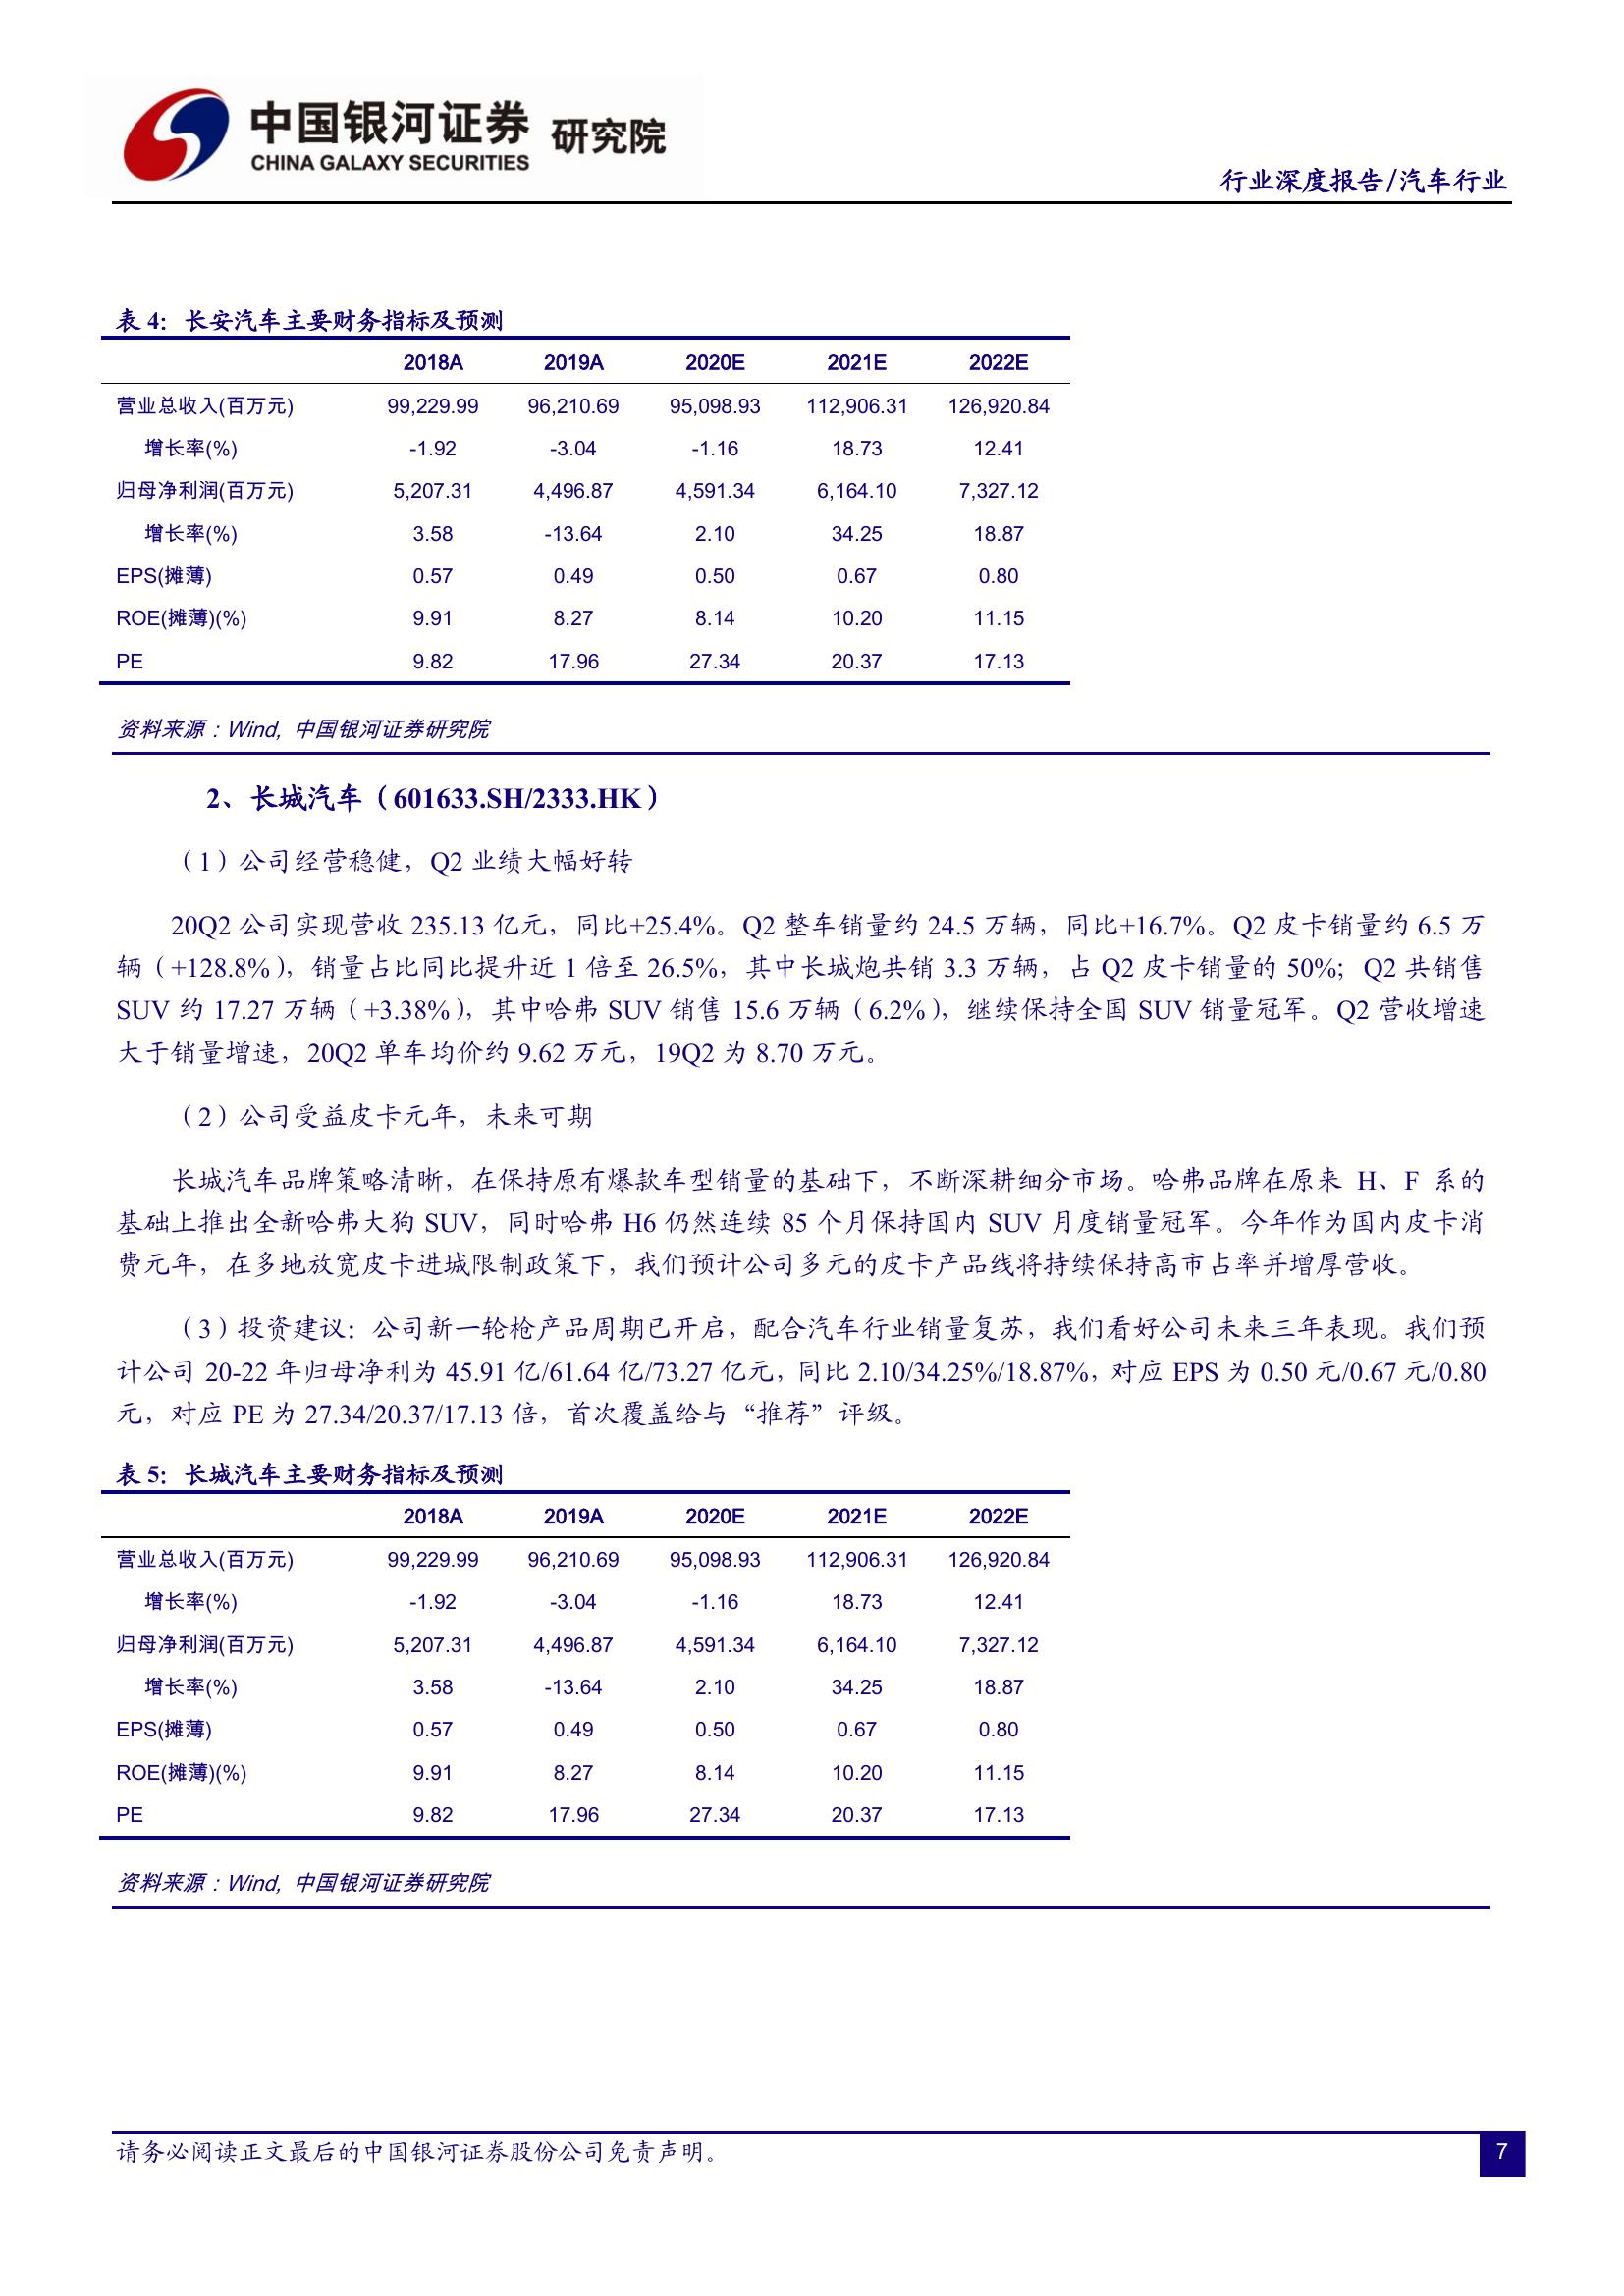 中国银河证券 研究院
CHINA GALAXY SECURITIES
行业深度报告/汽车行业
表 4：长安汽车主要财务指标及预测
2018A 2019A 2020E 2021E 2022E
营业总收入(百万元) 99,229.99 96,210.69 95,098.93 112,906.31 126,920.84
增长率(%) -1.92 -3.04 -1.16 18.73 12.41
归母净利润(百万元) 5,207.31 4,496.87 4,591.34 6,164.10 7,327.12
增长率(%) 3.58 -13.64 2.10 34.25 18.87
EPS(摊薄) 0.57 0.49 0.50 0.67 0.80
ROE(摊薄)(%) 9.91 8.27 8.14 10.20 11.15
PE 9.82 17.96 27.34 20.37 17.13
资料来源：Wind, 中国银河证券研究院
2、长城汽车（601633.SH/2333.HK）
（1）公司经营稳健，Q2 业绩大幅好转
20Q2 公司实现营收 235.13 亿元，同比+25.4%。Q2 整车销量约 24.5 万辆，同比+16.7%。Q2 皮卡销量约 6.5 万
辆（+128.8%），销量占比同比提升近 1 倍至 26.5%，其中长城炮共销 3.3 万辆，占 Q2 皮卡销量的 50%；Q2 共销售
SUV 约 17.27 万辆（+3.38%），其中哈弗 SUV 销售 15.6 万辆（6.2%），继续保持全国 SUV 销量冠军。Q2 营收增速
大于销量增速，20Q2 单车均价约 9.62 万元，19Q2 为 8.70 万元。
（2）公司受益皮卡元年，未来可期
长城汽车品牌策略清晰，在保持原有爆款车型销量的基础下，不断深耕细分市场。哈弗品牌在原来 H、F 系的
基础上推出全新哈弗大狗 SUV，同时哈弗 H6 仍然连续 85 个月保持国内 SUV 月度销量冠军。今年作为国内皮卡消
费元年，在多地放宽皮卡进城限制政策下，我们预计公司多元的皮卡产品线将持续保持高市占率并增厚营收。
（3）投资建议：公司新一轮枪产品周期已开启，配合汽车行业销量复苏，我们看好公司未来三年表现。我们预
计公司 20-22 年归母净利为 45.91 亿/61.64 亿/73.27 亿元，同比 2.10/34.25%/18.87%，对应 EPS 为 0.50 元/0.67 元/0.80
元，对应 PE 为 27.34/20.37/17.13 倍，首次覆盖给与“推荐”评级。
表 5：长城汽车主要财务指标及预测
2018A 2019A 2020E 2021E 2022E
营业总收入(百万元) 99,229.99 96,210.69 95,098.93 112,906.31 126,920.84
增长率(%) -1.92 -3.04 -1.16 18.73 12.41
归母净利润(百万元) 5,207.31 4,496.87 4,591.34 6,164.10 7,327.12
增长率(%) 3.58 -13.64 2.10 34.25 18.87
EPS(摊薄) 0.57 0.49 0.50 0.67 0.80
ROE(摊薄)(%) 9.91 8.27 8.14 10.20 11.15
PE 9.82 17.96 27.34 20.37 17.13
资料来源：Wind, 中国银河证券研究院
请务必阅读正文最后的中国银河证券股份公司免责声明。
7